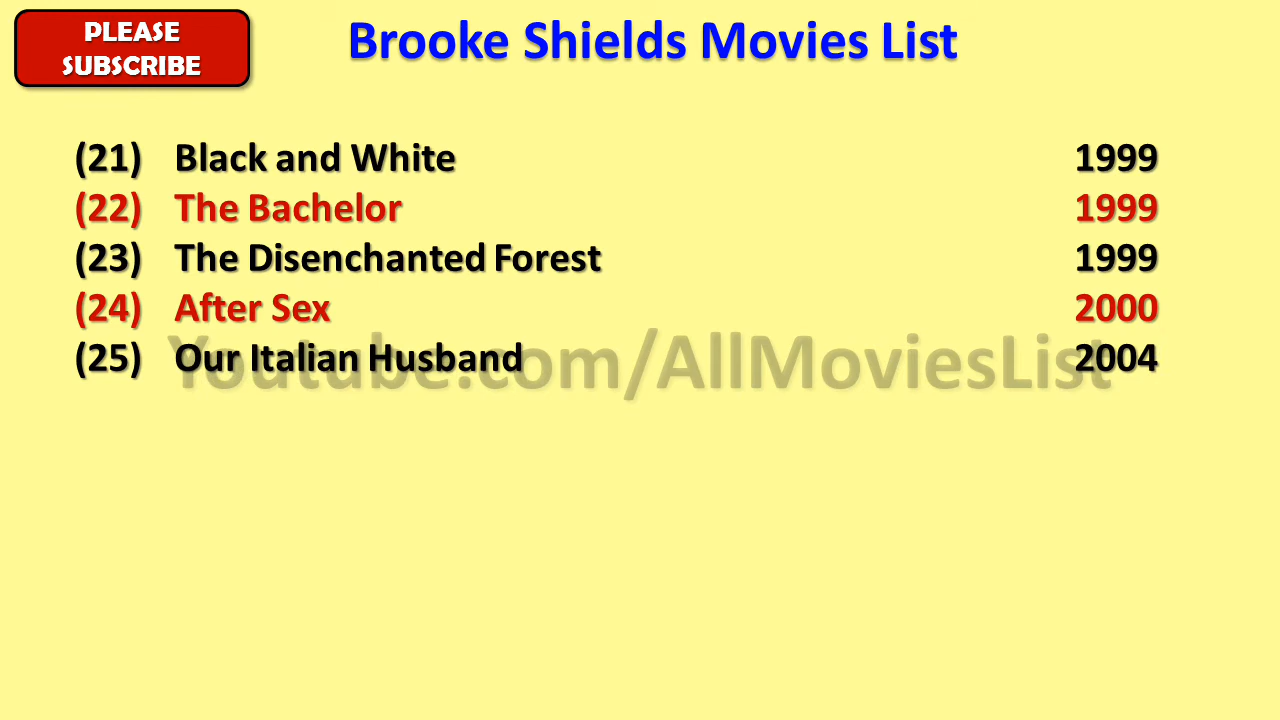 PLEASE
SUBSCRIBE
Brooke Shields Movies List
(21) Black and White 1999
(22) The Bachelor 1999
(23) The Disenchanted Forest 1999
(24) After Sex 2000
(25) Our Italian Husband 2004
Youtube.com/AllMoviesList